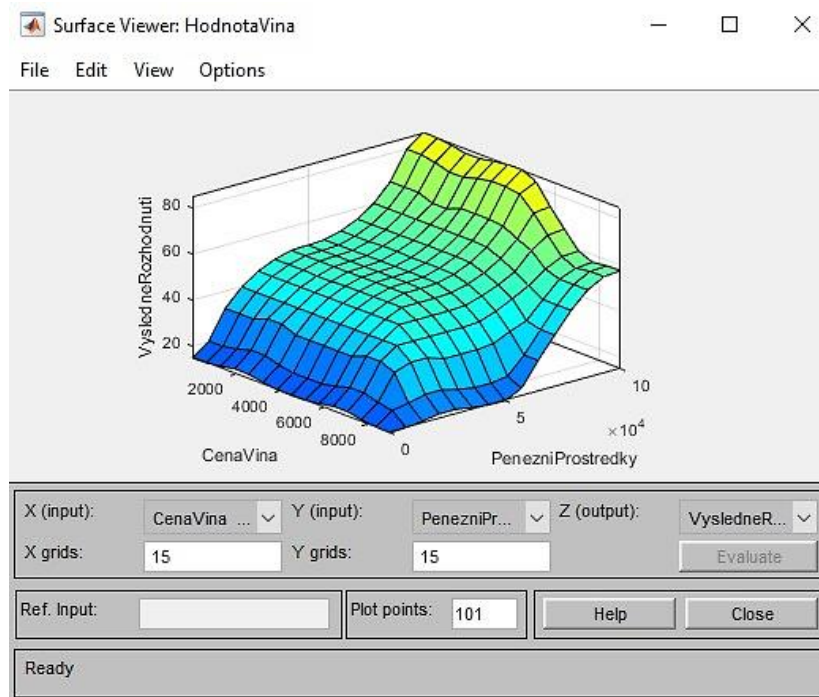 Surface Viewer: HodnotaVina
File Edit View Options
VysledneRozhodnuti
80
60
40
20
2000
4000
6000
8000
CenaVina
0
5
10
×10⁴
PenezniProstredky
X (input): CenaVina ... Y (input): PenezniPr... Z (output): VysledneR...
X grids: 15 Y grids: 15 Evaluate
Ref. Input: Plot points: 101 Help Close
Ready